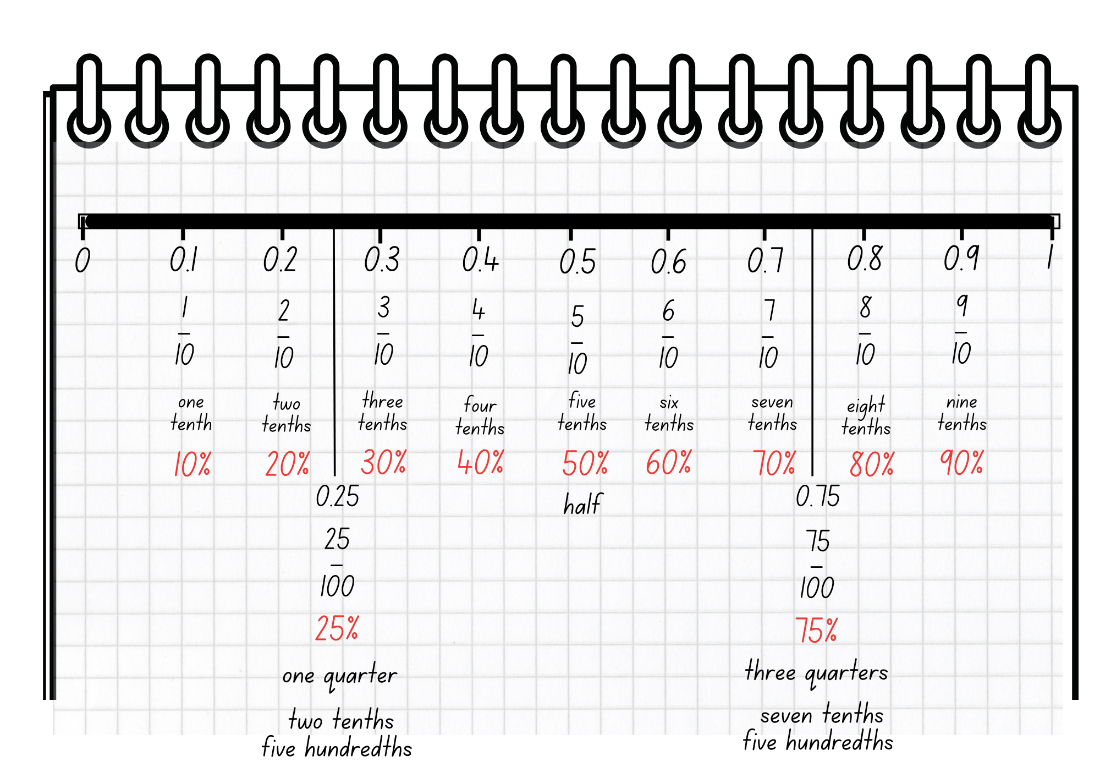 0 0.1 0.2 0.3 0.4 0.5 0.6 0.7 0.8 0.9 1
1 2 3 4 5 6 7 8 9
10 10 10 10 10 10 10 10 10
one two three four five six seven eight nine
tenth tenths tenths tenths tenths tenths tenths tenths tenths
10% 20% 30% 40% 50% 60% 70% 80% 90%
0.25 half 0.75
25 75
100 100
25% 75%
one quarter three quarters
two tenths seven tenths
five hundredths five hundredths